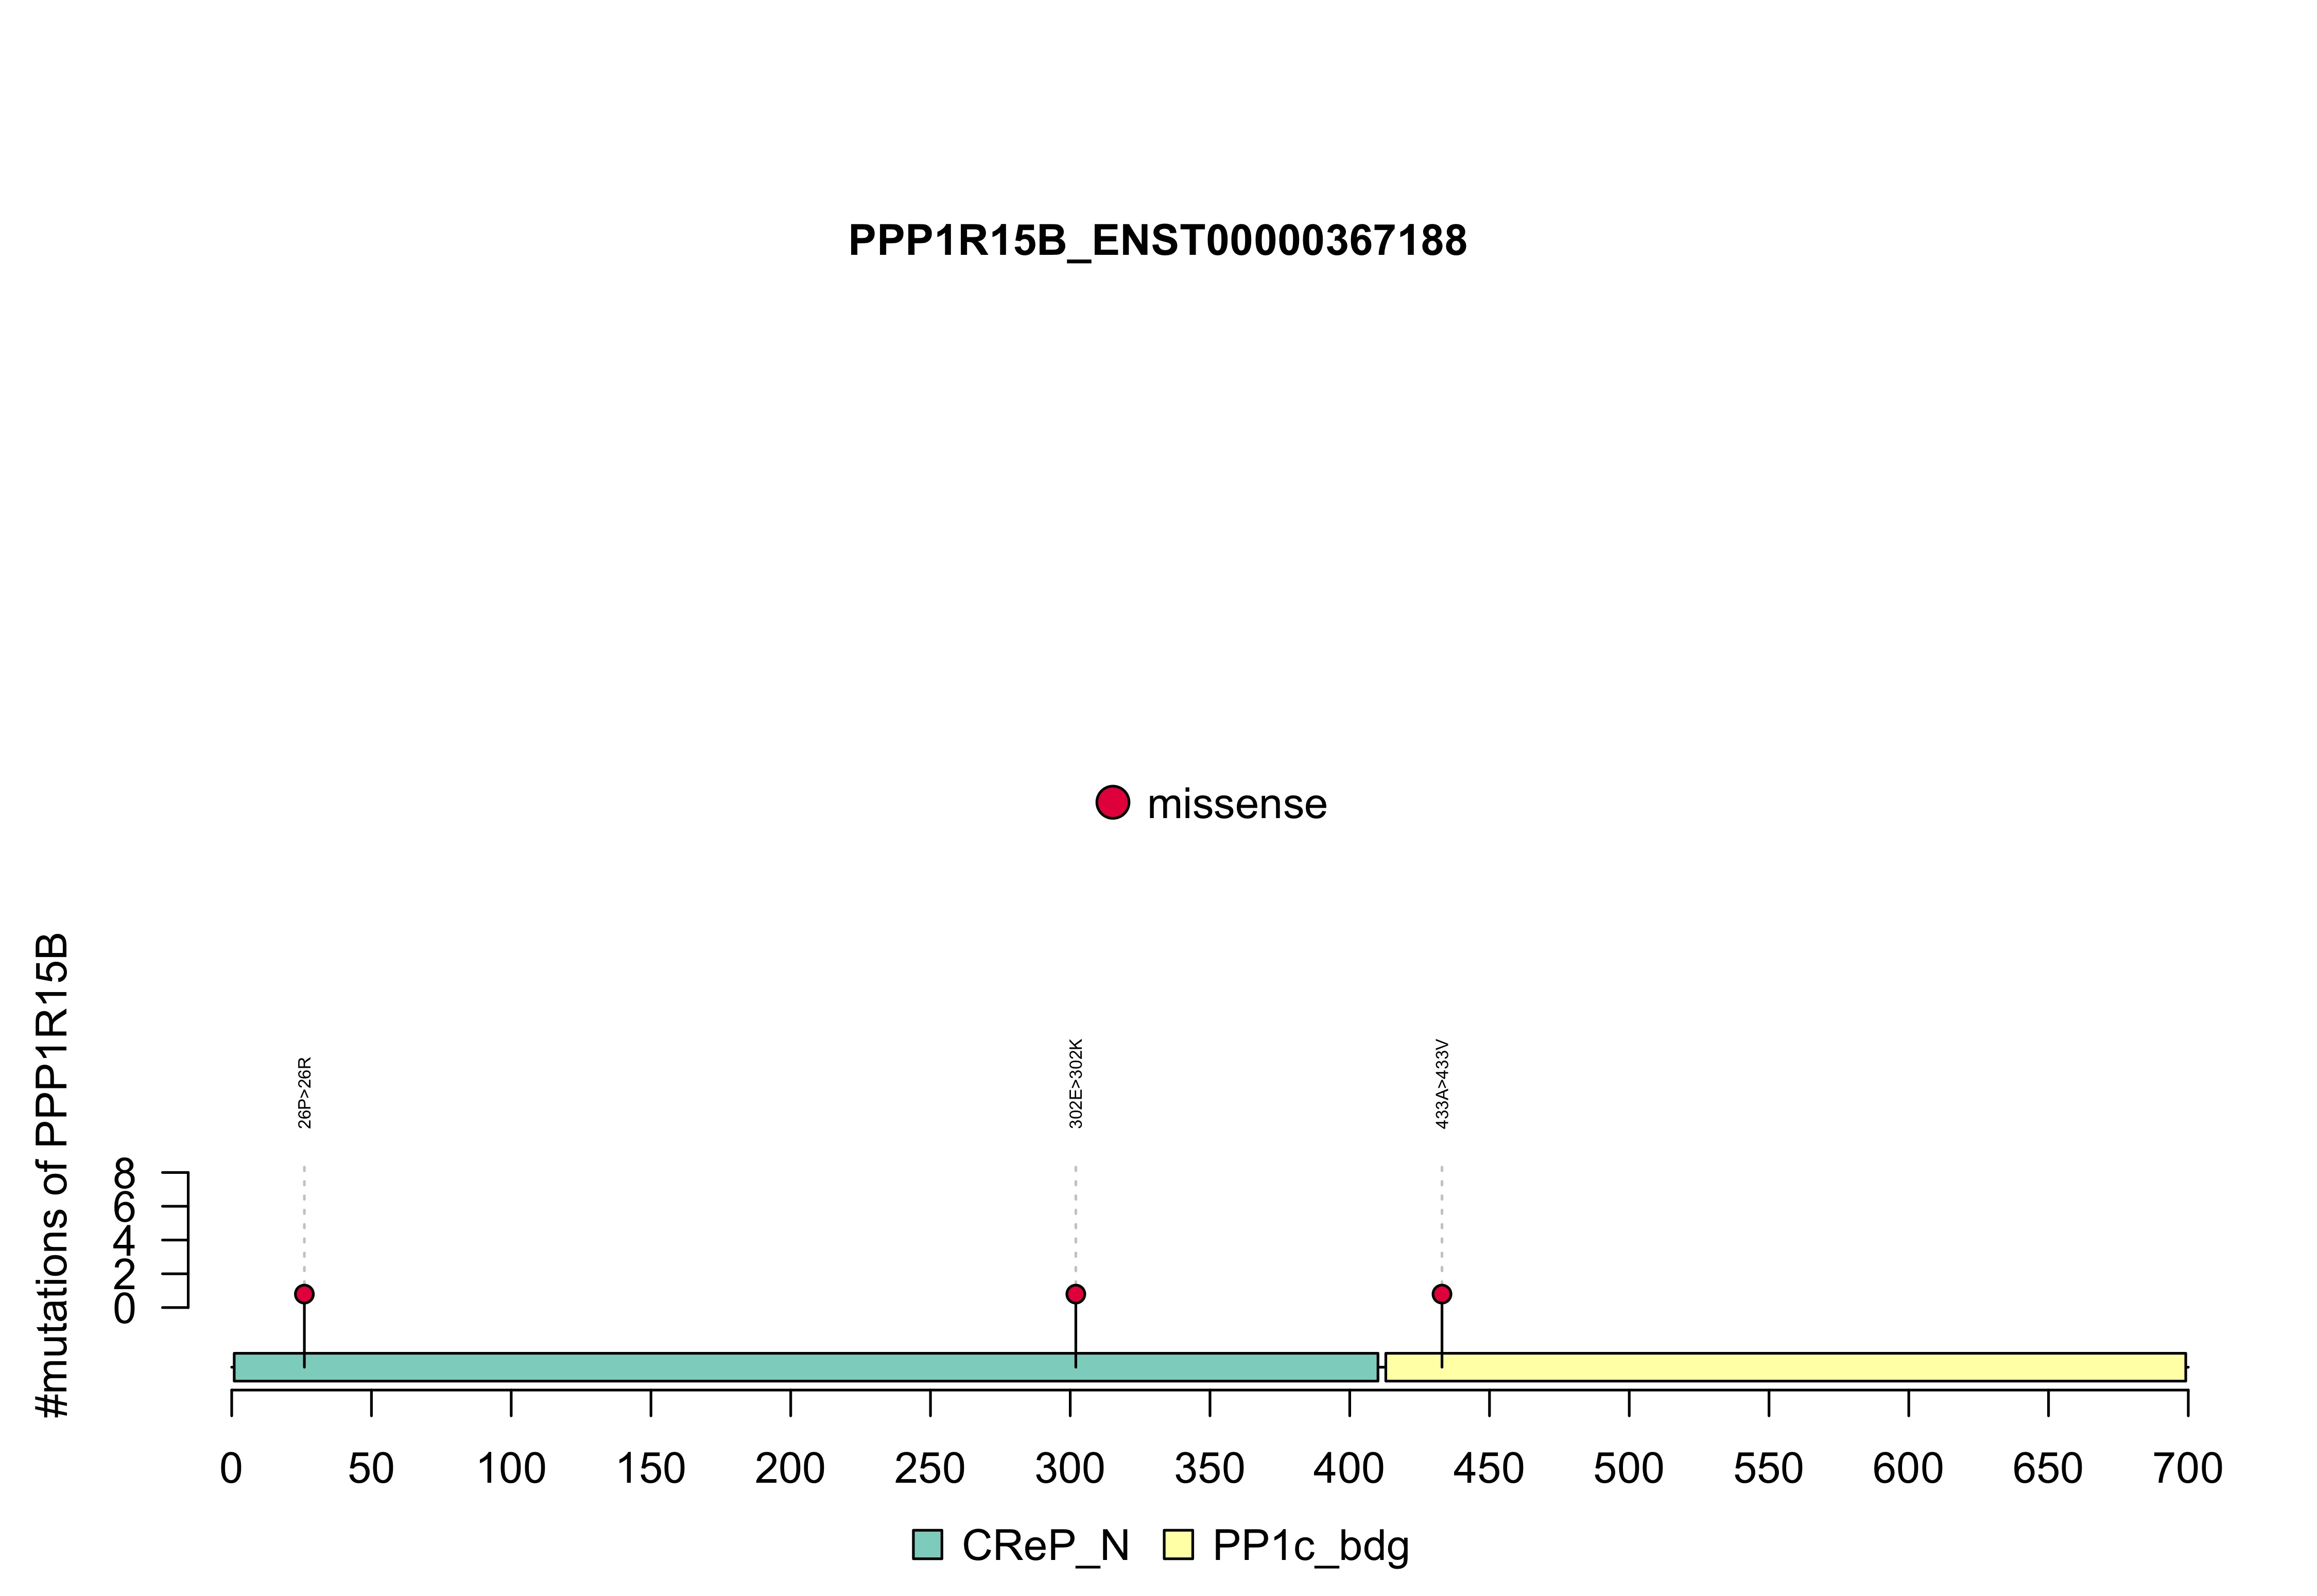 PPP1R15B_ENST00000367188
missense
#mutations of PPP1R15B
26P>26R
302E>302K
433A>433V
8
6
4
2
0
0 50 100 150 200 250 300 350 400 450 500 550 600 650 700
CReP_N PP1c_bdg